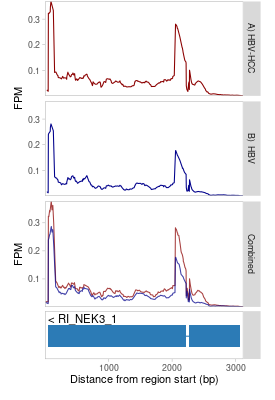 0.3
0.2
0.1
A) HBV-HCC
FPM
0.3
0.2
0.1
B) HBV
0.3
0.2
0.1
FPM
Combined
< RI_NEK3_1
1000 2000 3000
Distance from region start (bp)